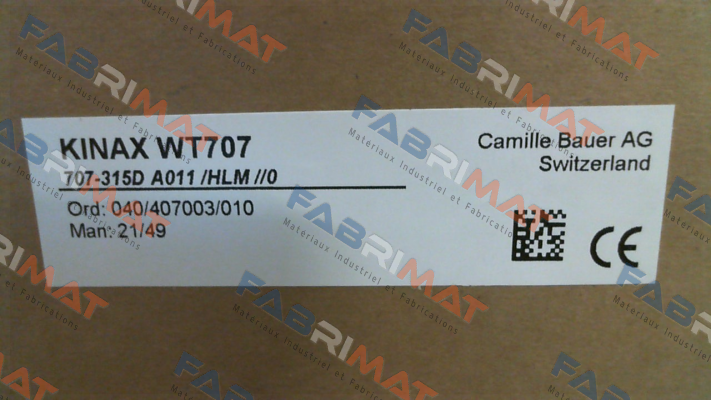 KINAX WT707
707-315D A011 /HLM //0
Ord: 040/407003/010
Man: 21/49
Camille Bauer AG
Switzerland
CE
FABRIMAT
Materiaux Industriel et Fabrications